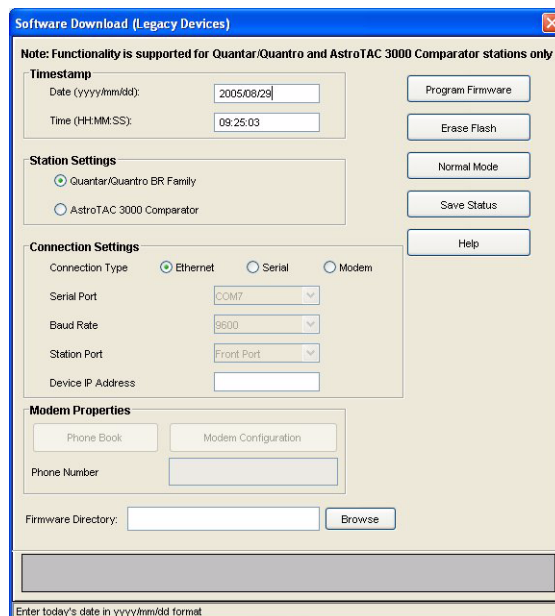 Software Download (Legacy Devices)
Note: Functionality is supported for Quantar/Quantro and AstroTAC 3000 Comparator stations only
Timestamp
Date (yyyy/mm/dd): 2005/08/29
Time (HH:MM:SS): 09:25:03
Program Firmware
Erase Flash
Normal Mode
Save Status
Help
Station Settings
Quantar/Quantro BR Family
AstroTAC 3000 Comparator
Connection Settings
Connection Type Ethernet Serial Modem
Serial Port COM7
Baud Rate 9600
Station Port Front Port
Device IP Address
Modem Properties
Phone Book Modem Configuration
Phone Number
Firmware Directory: Browse
Enter today's date in yyyy/mm/dd format